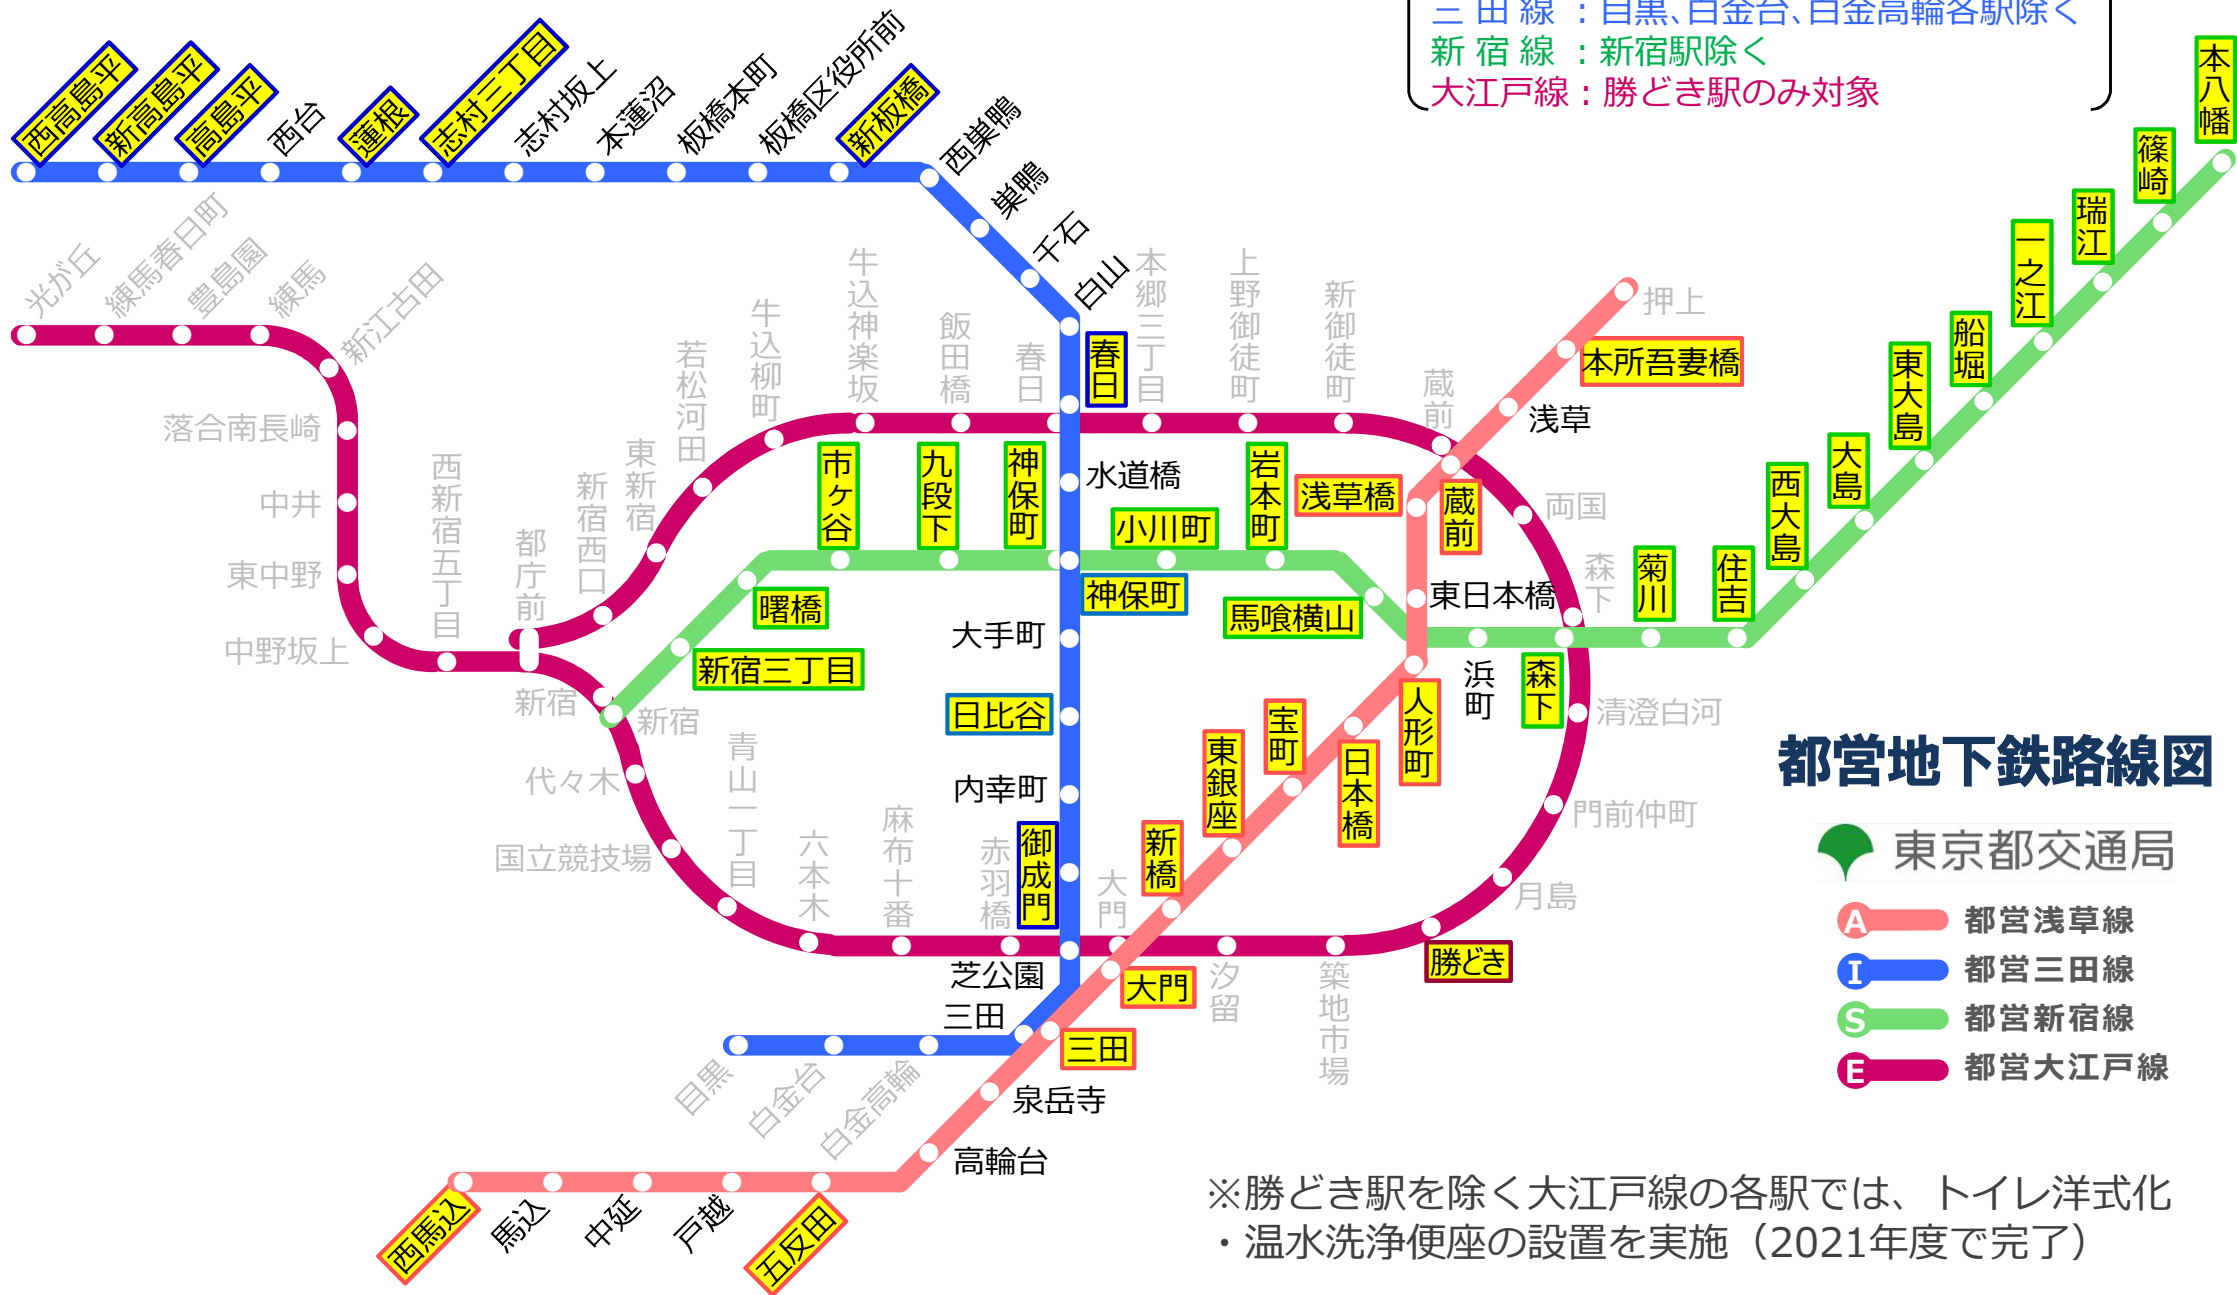 三田線：目黒、白金台、白金高輪各駅除く
新宿線：新宿駅除く
大江戸線：勝どき駅のみ対象
西高島平
新高島平
高島平
西台
蓮根
志村三丁目
志村坂上
本蓮沼
板橋本町
板橋区役所前
新板橋
西巣鴨
巣鴨
千石
白山
春日
水道橋
神保町
大手町
日比谷
内幸町
御成門
芝公園
三田
白金高輪
白金台
目黒
光が丘
練馬春日町
豊島園
練馬
新江古田
落合南長崎
中井
東中野
中野坂上
西新宿五丁目
都庁前
新宿西口
東新宿
若松河田
牛込柳町
牛込神楽坂
飯田橋
春日
本郷三丁目
上野御徒町
新御徒町
蔵前
両国
森下
清澄白河
門前仲町
月島
勝どき
築地市場
汐留
大門
赤羽橋
麻布十番
六本木
青山一丁目
国立競技場
代々木
新宿
新宿
新宿三丁目
曙橋
市ヶ谷
九段下
神保町
小川町
岩本町
馬喰横山
浜町
森下
菊川
住吉
西大島
大島
東大島
船堀
一之江
瑞江
篠崎
本八幡
押上
本所吾妻橋
浅草
蔵前
浅草橋
東日本橋
人形町
日本橋
宝町
東銀座
新橋
大門
三田
泉岳寺
高輪台
五反田
戸越
中延
馬込
西馬込
都営地下鉄路線図
東京都交通局
A 都営浅草線
I 都営三田線
S 都営新宿線
E 都営大江戸線
※勝どき駅を除く大江戸線の各駅では、トイレ洋式化
・温水洗浄便座の設置を実施（2021年度で完了）